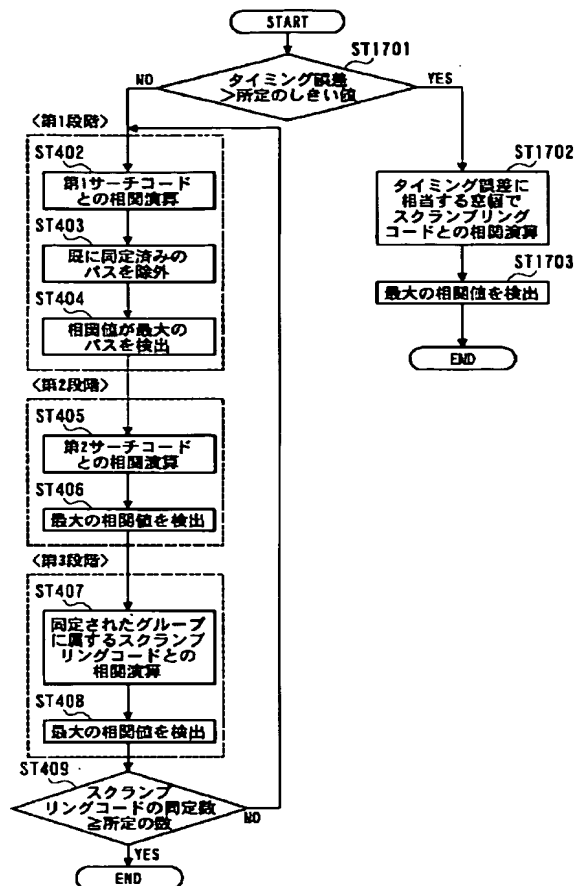 START
ST1701
タイミング誤差
>所定のしきい値
NO
YES
〈第1段階〉
ST402
第1サーチコード
との相関演算
ST403
既に同定済みの
パスを除外
ST404
相関値が最大の
パスを検出
ST1702
タイミング誤差に
相当する窓幅で
スクランブリング
コードとの相関演算
ST1703
最大の相関値を検出
END
〈第2段階〉
ST405
第2サーチコード
との相関演算
ST406
最大の相関値を検出
〈第3段階〉
ST407
同定されたグループ
に属するスクランブ
リングコードとの
相関演算
ST408
最大の相関値を検出
ST409
スクランブ
リングコードの同定数
≧所定の数
NO
YES
END